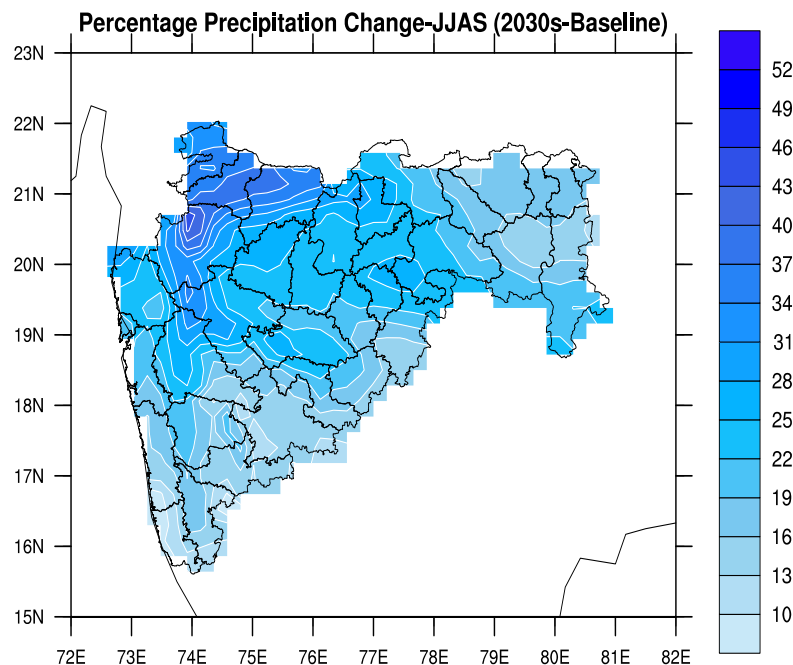 Percentage Precipitation Change-JJAS (2030s-Baseline)
23N
22N
21N
20N
19N
18N
17N
16N
15N
72E 73E 74E 75E 76E 77E 78E 79E 80E 81E 82E
52
49
46
43
40
37
34
31
28
25
22
19
16
13
10